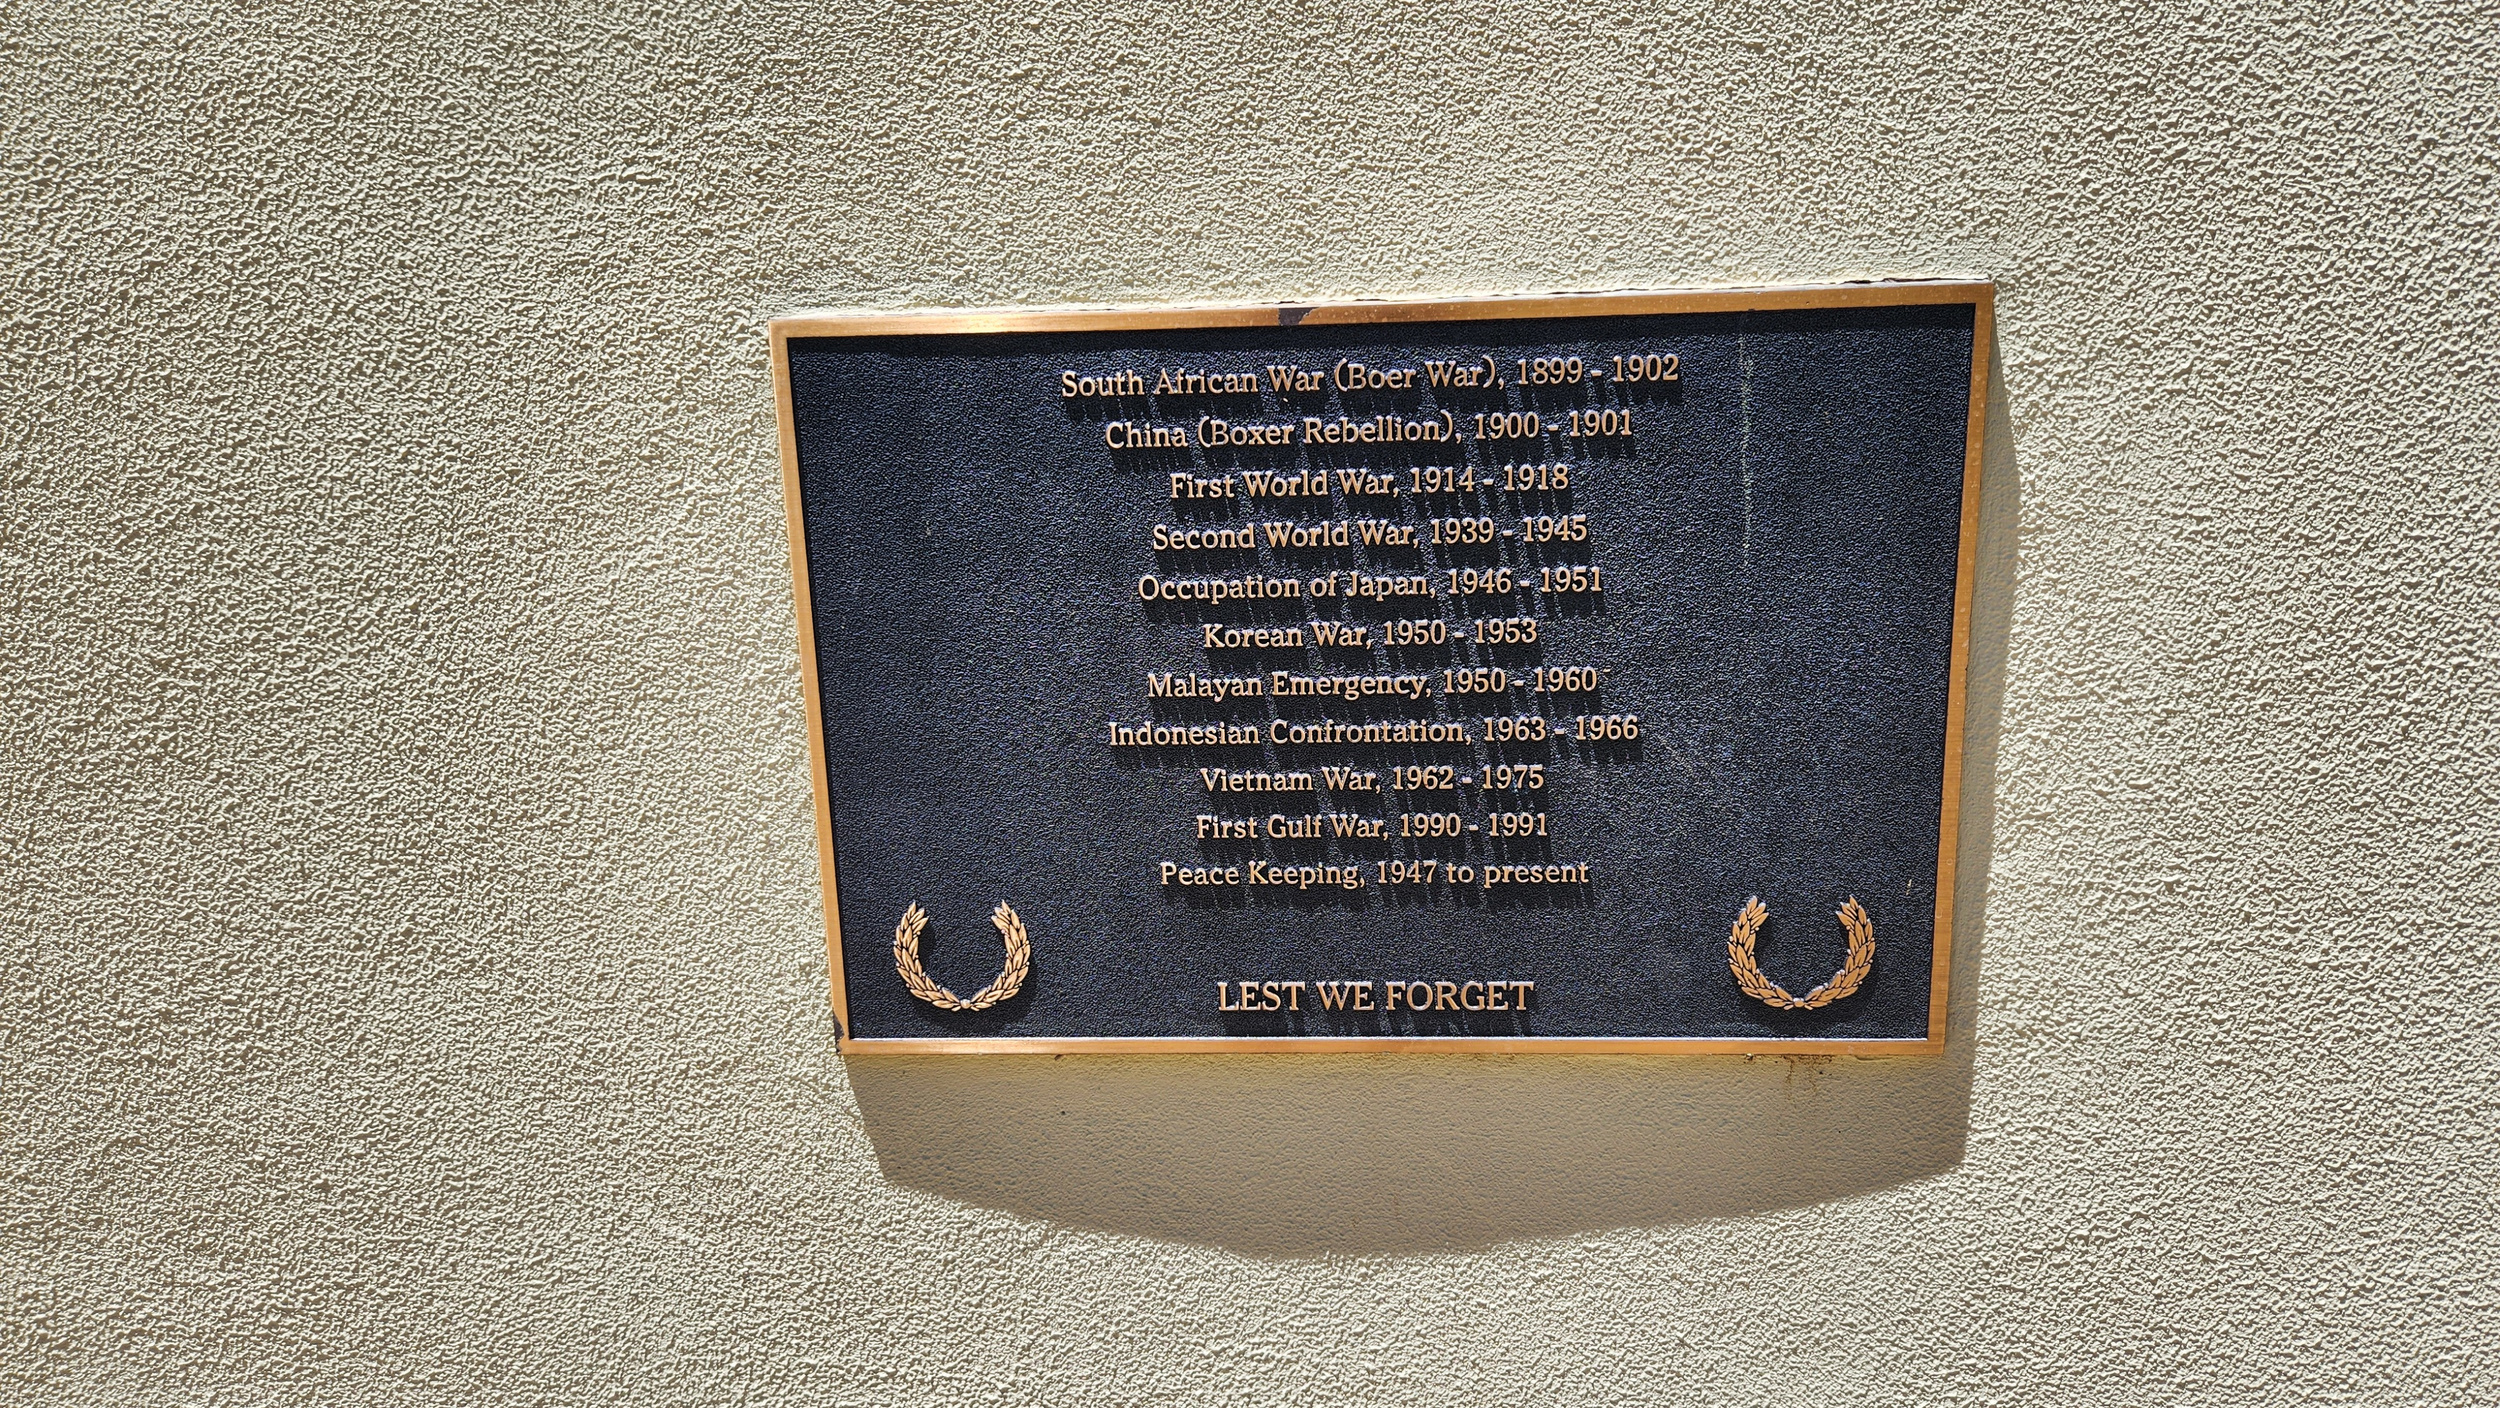 South African War (Boer War), 1899 - 1902
China (Boxer Rebellion), 1900 - 1901
First World War, 1914 - 1918
Second World War, 1939 - 1945
Occupation of Japan, 1946 - 1951
Korean War, 1950 - 1953
Malayan Emergency, 1950 - 1960
Indonesian Confrontation, 1963 - 1966
Vietnam War, 1962 - 1975
First Gulf War, 1990 - 1991
Peace Keeping, 1947 to present
LEST WE FORGET